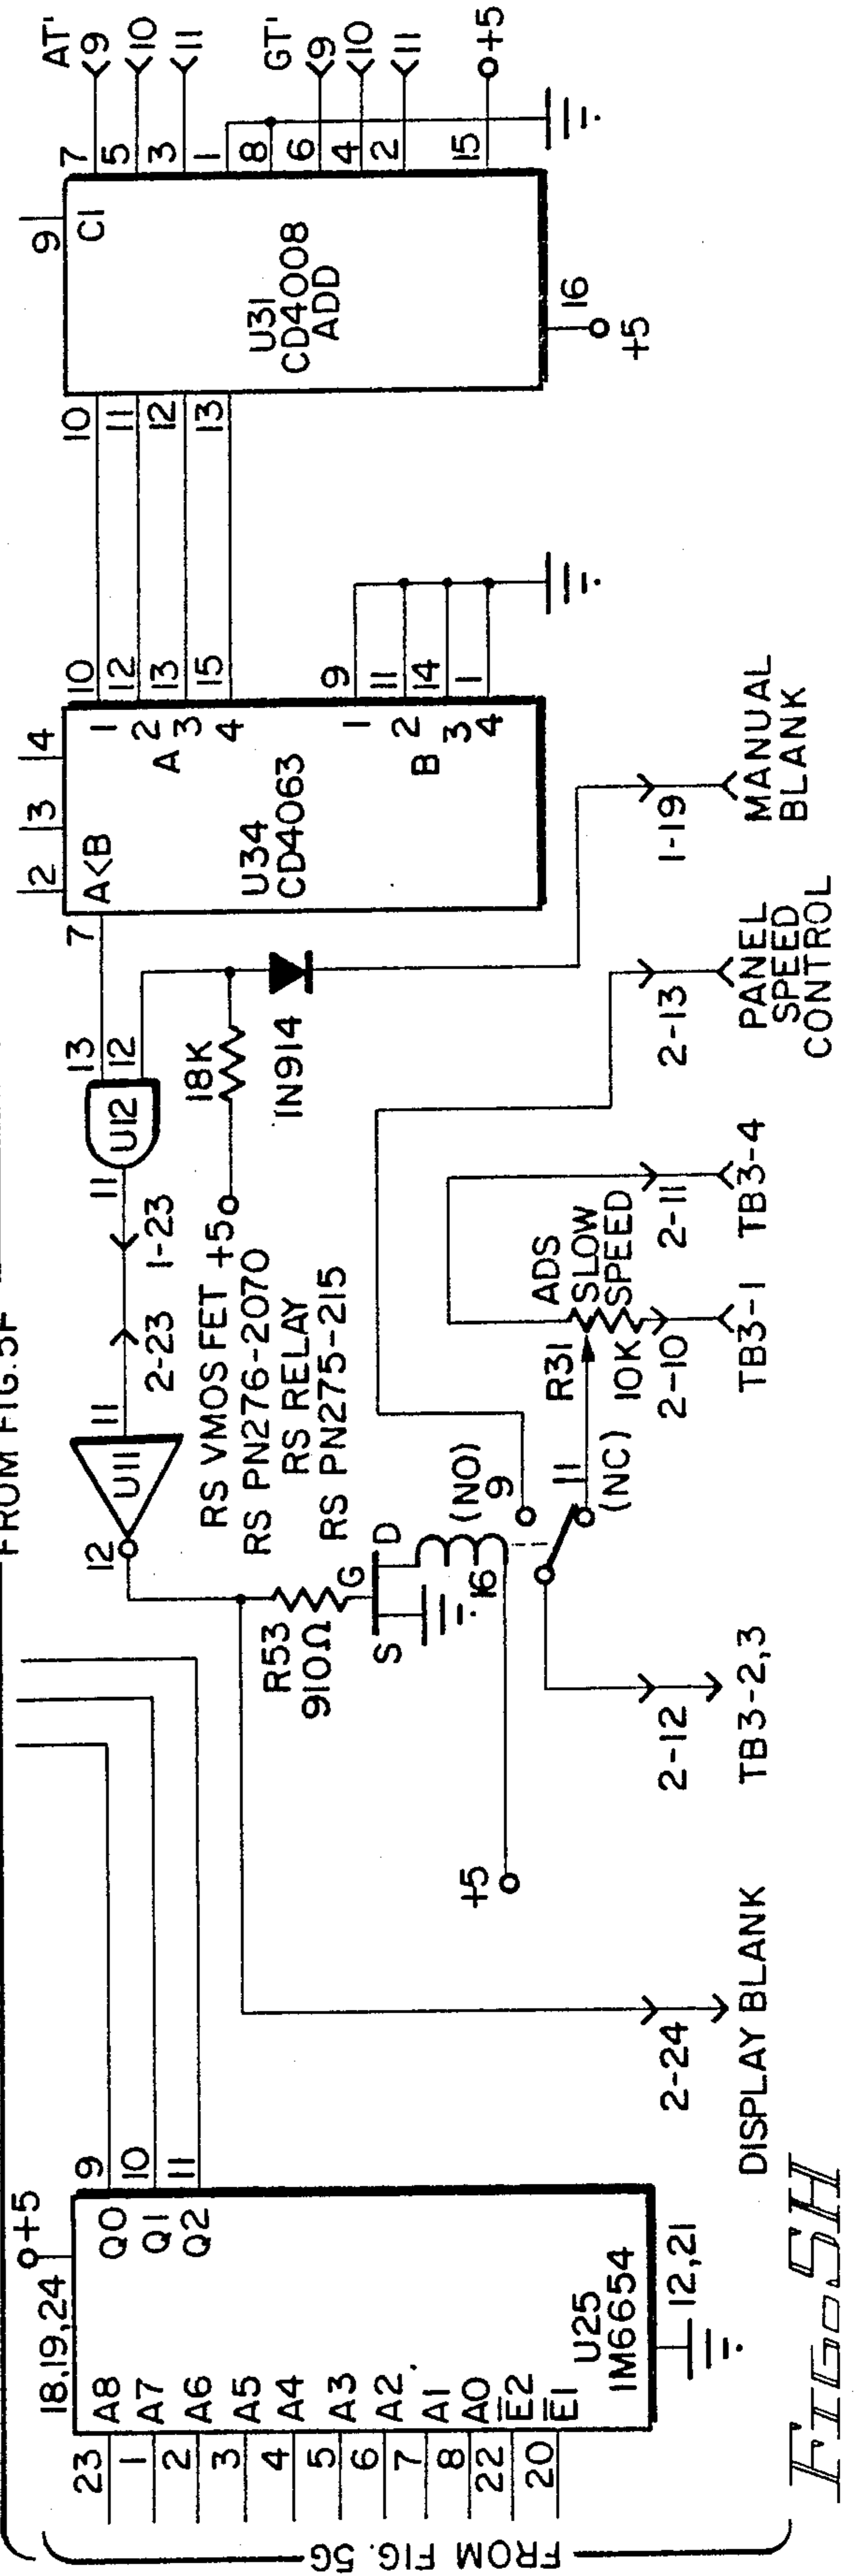 FROM FIG. 5F
FROM FIG. 5G
+5
18,19,24
23 A8
1 A7
2 A6
3 A5
4 A4
5 A3
6 A2
7 A1
8 A0
22 E2
20 E1
Q0 9
Q1 10
Q2 11
U25
IM6654
12,21
2-24
DISPLAY BLANK
+5
12
U11
11
2-23
1-23
11
U12
13
12
R53
910Ω
S
G
D
16
RS VMOS FET
RS PN276-2070
RS RELAY
RS PN275-215
+5
18K
IN914
(NO)
9
11
(NC)
R31
10K
ADS
SLOW
SPEED
2-12
TB3-2,3
2-10
TB3-1
2-11
TB3-4
2-13
PANEL
SPEED
CONTROL
1-19
MANUAL
BLANK
2
3
4
7
A<B
U34
CD4063
1
2
A
3
4
1
2
B
3
4
10
12
13
15
9
11
14
1
10
11
12
13
9
C1
U31
CD4008
ADD
16
+5
7
5
3
1
8
6
4
2
15
AT'
9
10
11
GT'
9
10
11
+5
FIG. 5H